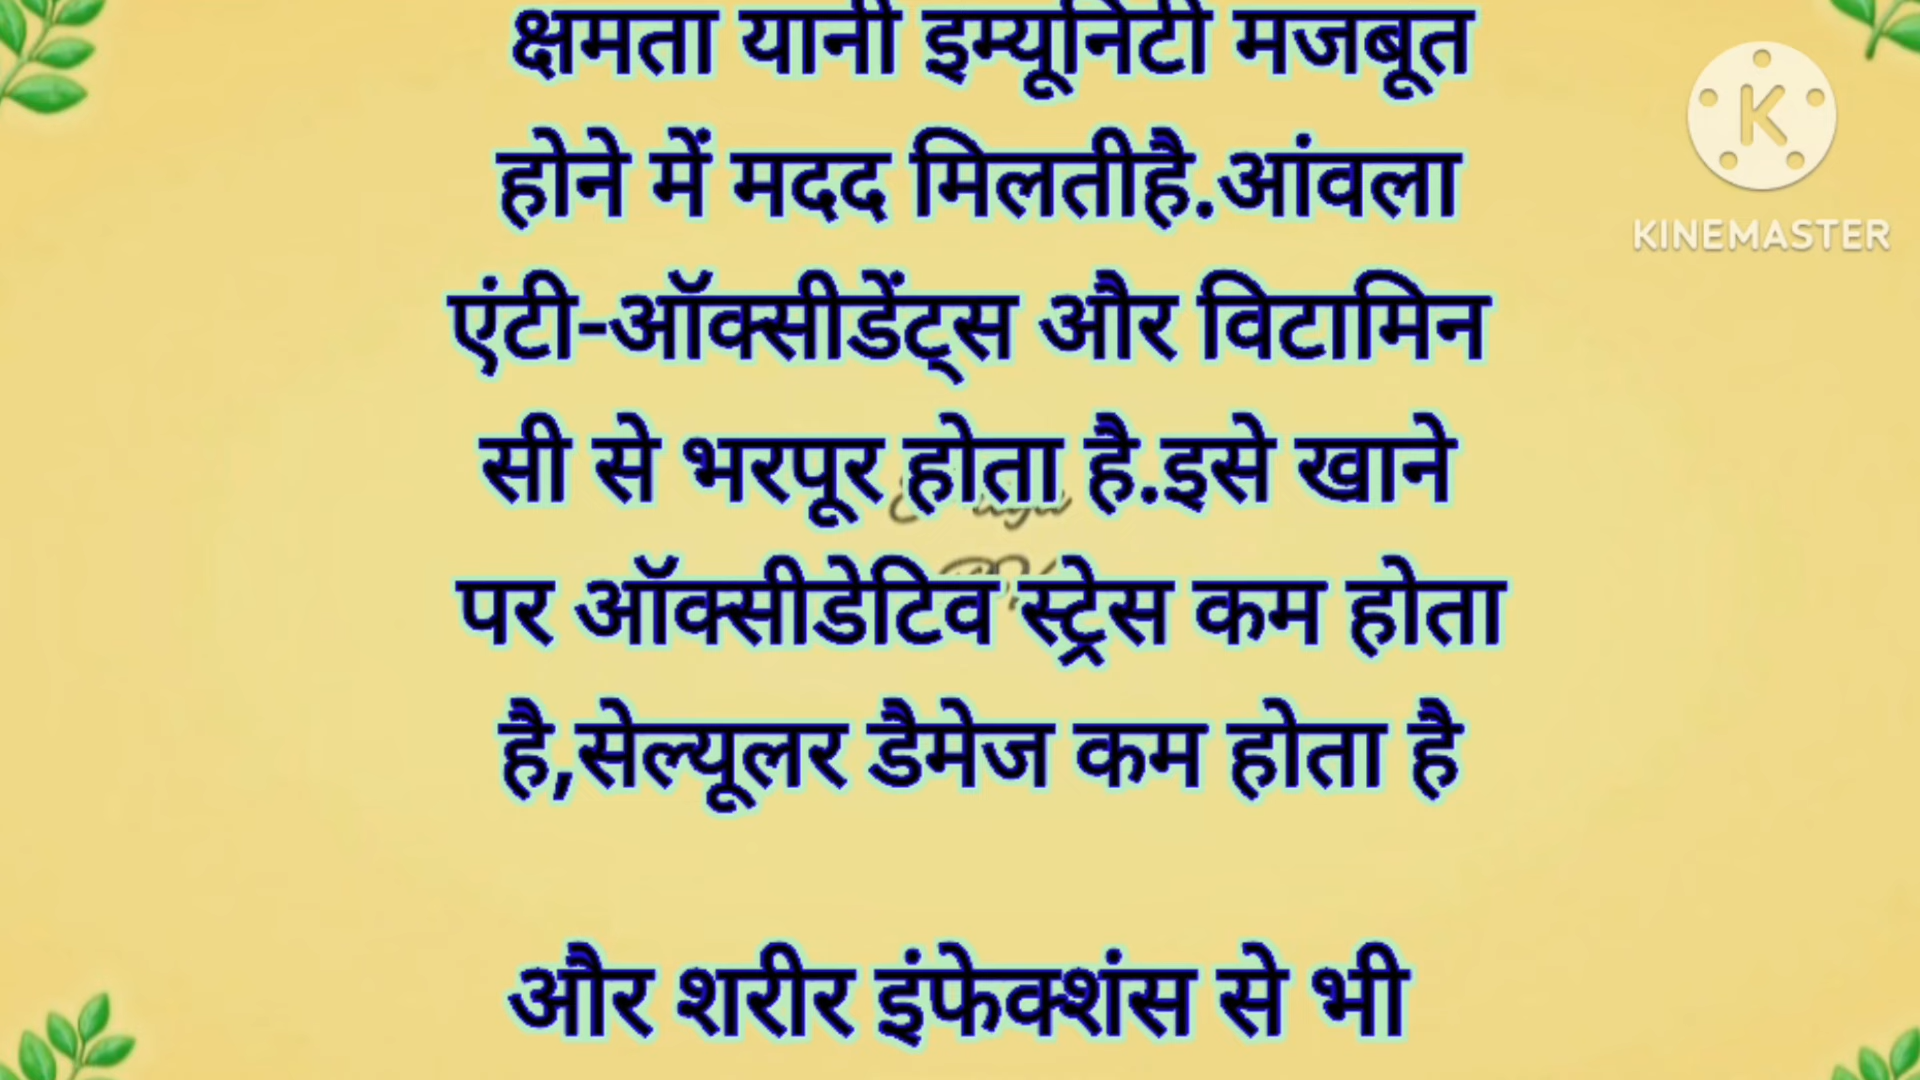 क्षमता यानी इम्यूनिटी मजबूत
होने में मदद मिलतीहै.आंवला
एंटी-ऑक्सीडेंट्स और विटामिन
सी से भरपूर होता है.इसे खाने
पर ऑक्सीडेटिव स्ट्रेस कम होता
है,सेल्यूलर डैमेज कम होता है
और शरीर इंफेक्शंस से भी
K
KINEMASTER